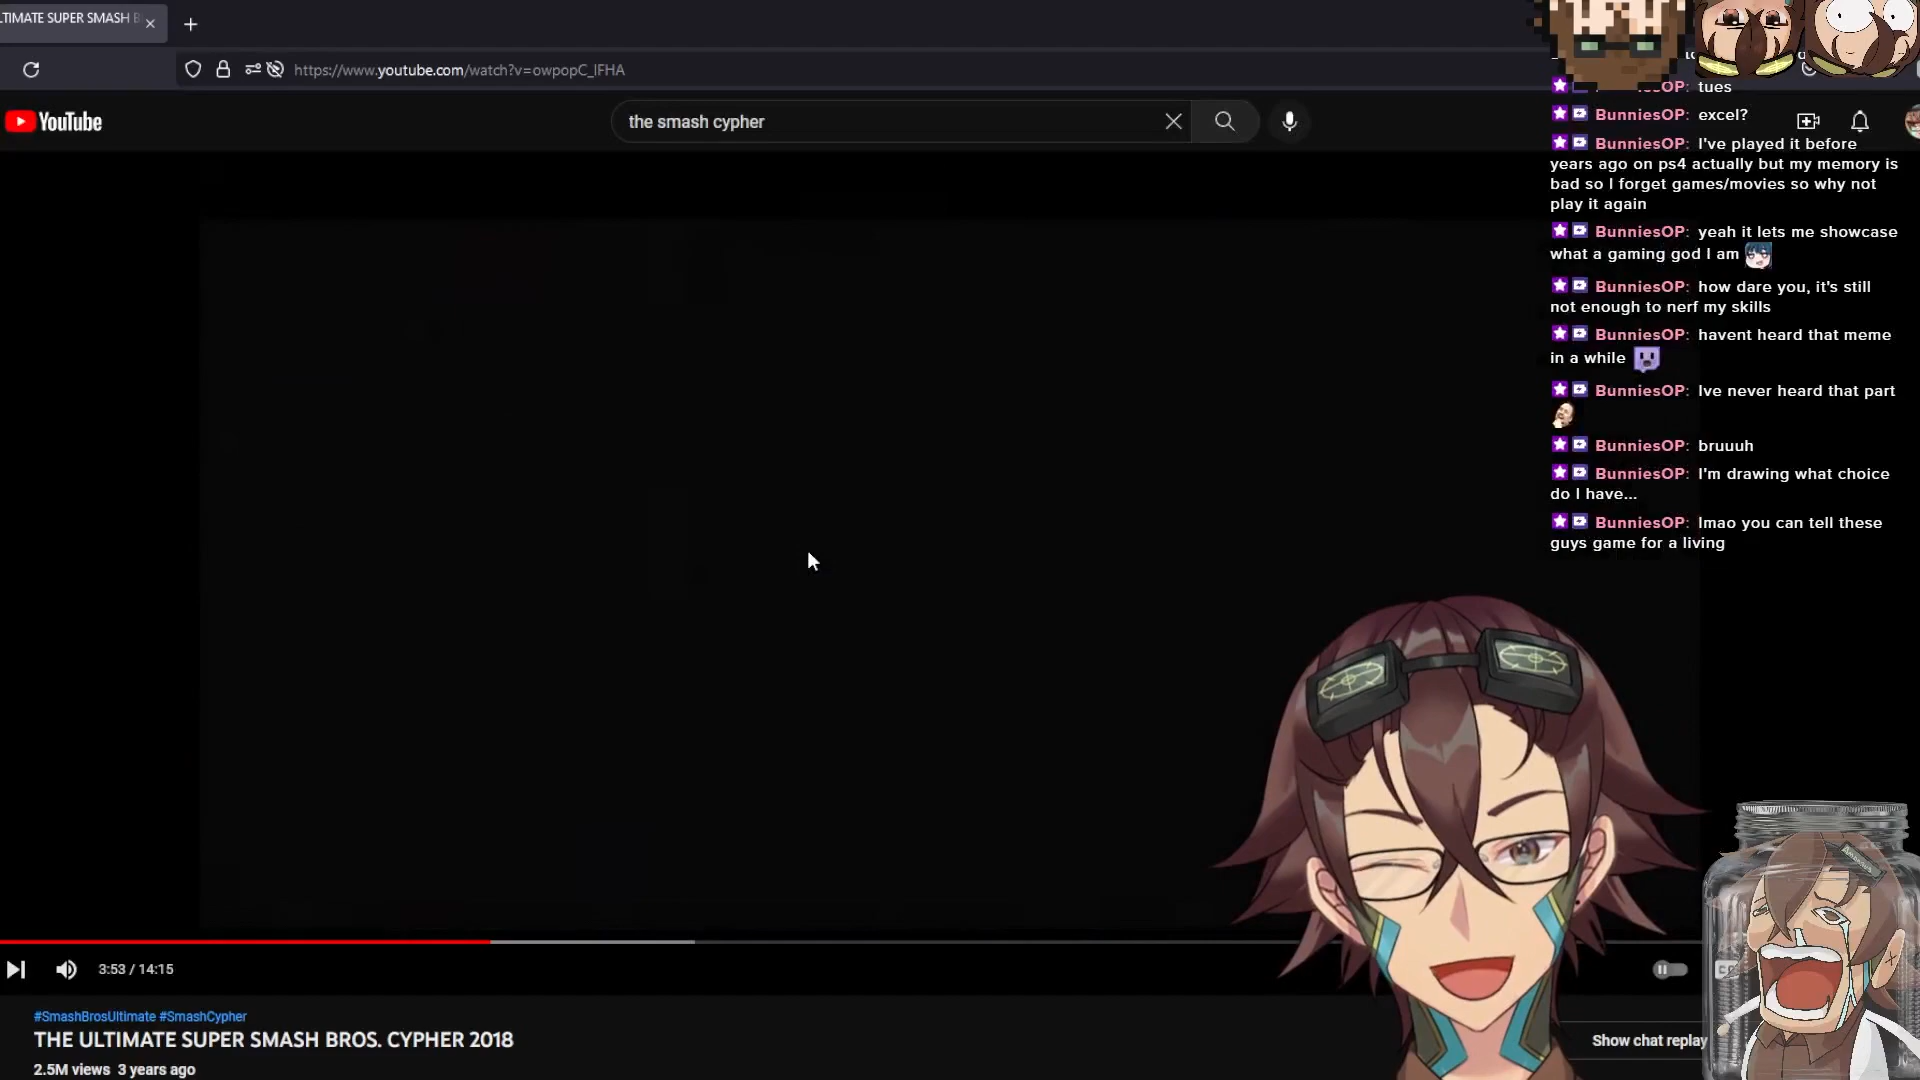 LTIMATE SUPER SMASH B
https://www.youtube.com/watch?v=owpopC_lFHA
YouTube
the smash cypher
BunniesOP: tues
BunniesOP: excel?
BunniesOP: I've played it before
years ago on ps4 actually but my memory is
bad so I forget games/movies so why not
play it again
BunniesOP: yeah it lets me showcase
what a gaming god I am
BunniesOP: how dare you, it's still
not enough to nerf my skills
BunniesOP: havent heard that meme
in a while
BunniesOP: Ive never heard that part
BunniesOP: bruuuh
BunniesOP: I'm drawing what choice
do I have...
BunniesOP: lmao you can tell these
guys game for a living
3:53 / 14:15
#SmashBrosUltimate #SmashCypher
THE ULTIMATE SUPER SMASH BROS. CYPHER 2018
Show chat replay
2.5M views 3 years ago